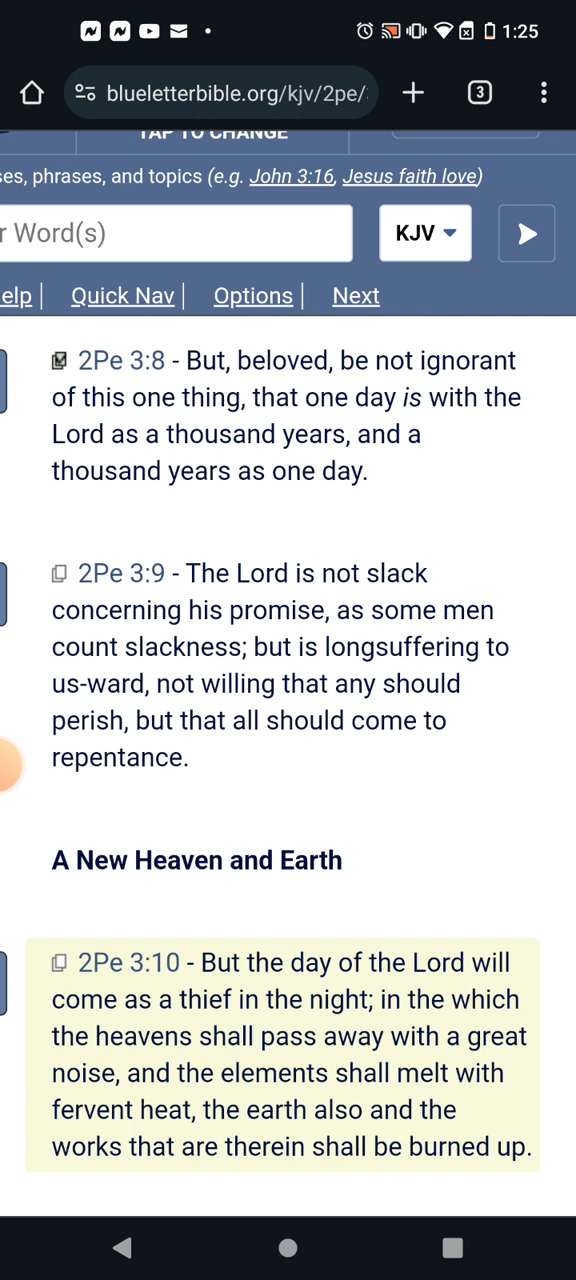 1:25
blueletterbible.org/kjv/2pe/
3
TAP TO CHANGE
ses, phrases, and topics (e.g. John 3:16, Jesus faith love)
r Word(s)
KJV
elp | Quick Nav | Options | Next
2Pe 3:8 - But, beloved, be not ignorant
of this one thing, that one day is with the
Lord as a thousand years, and a
thousand years as one day.
2Pe 3:9 - The Lord is not slack
concerning his promise, as some men
count slackness; but is longsuffering to
us-ward, not willing that any should
perish, but that all should come to
repentance.
A New Heaven and Earth
2Pe 3:10 - But the day of the Lord will
come as a thief in the night; in the which
the heavens shall pass away with a great
noise, and the elements shall melt with
fervent heat, the earth also and the
works that are therein shall be burned up.